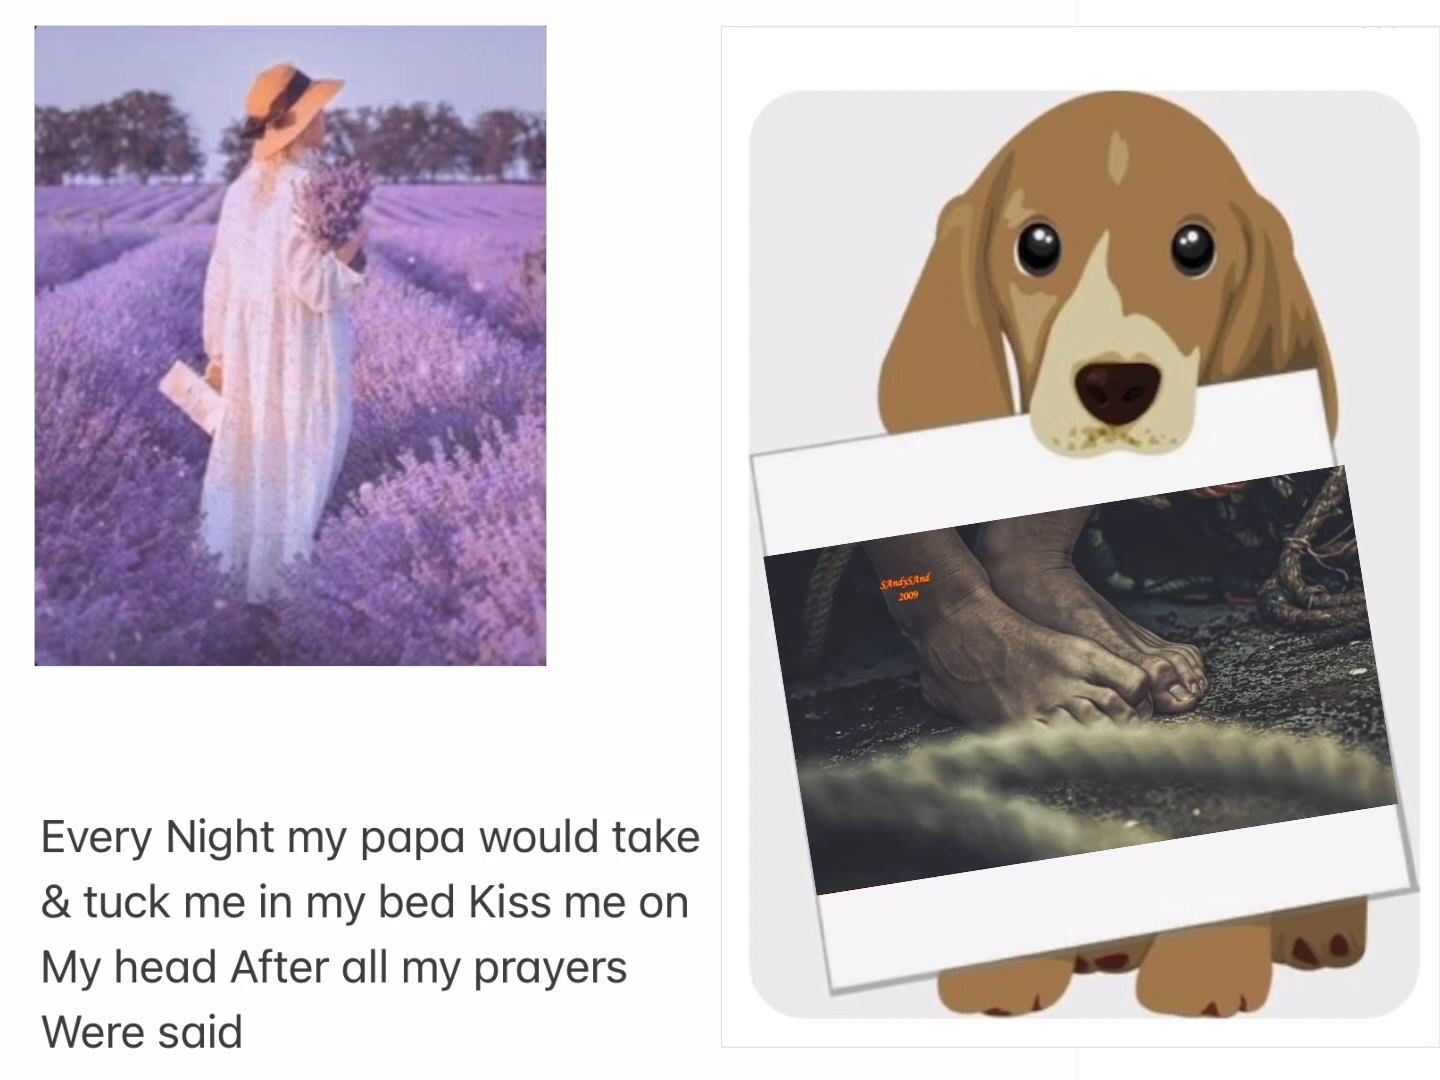 Every Night my papa would take
& tuck me in my bed Kiss me on
My head After all my prayers
Were said
SAndySAnd
2009